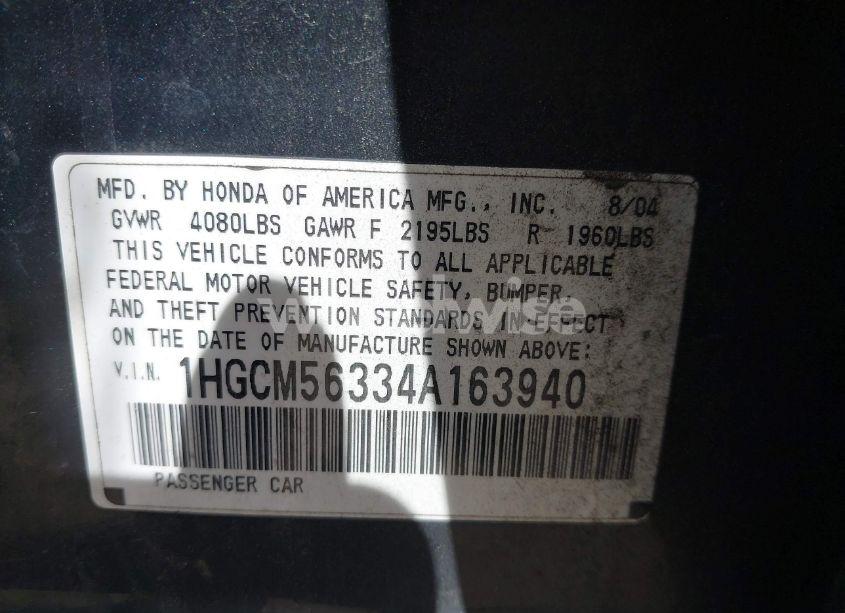 MFD. BY HONDA OF AMERICA MFG., INC. 8/04
GVWR 4080LBS GAWR F 2195LBS R 1960LBS
THIS VEHICLE CONFORMS TO ALL APPLICABLE
FEDERAL MOTOR VEHICLE SAFETY, BUMPER,
AND THEFT PREVENTION STANDARDS IN EFFECT
ON THE DATE OF MANUFACTURE SHOWN ABOVE:
V.I.N. 1HGCM56334A163940
PASSENGER CAR